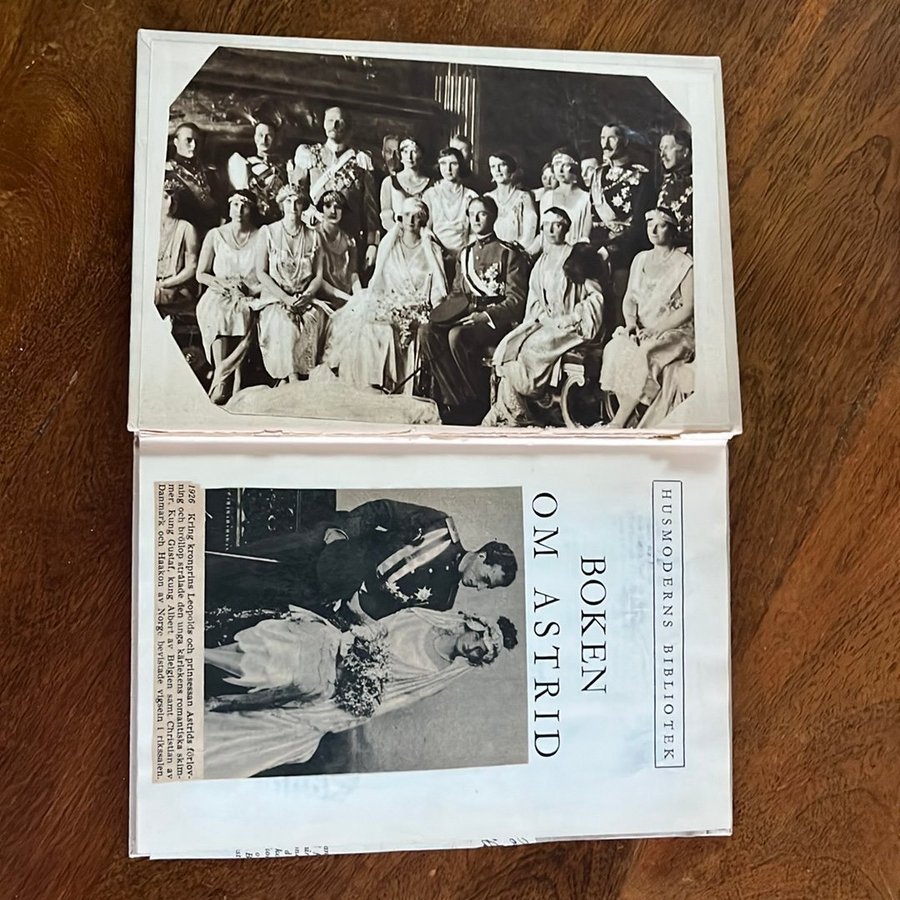 HUSMODERNS BIBLIOTEK
BOKEN
OM ASTRID
1926 Kring kronprins Leopolds och prinsessan Astrids förlov-
ning och bröllop strålade den unga kärlekens romantiska skim-
mer. Kung Gustaf, kung Albert av Belgien samt Christian av
Danmark och Haakon av Norge bevistade vigseln i rikssalen.